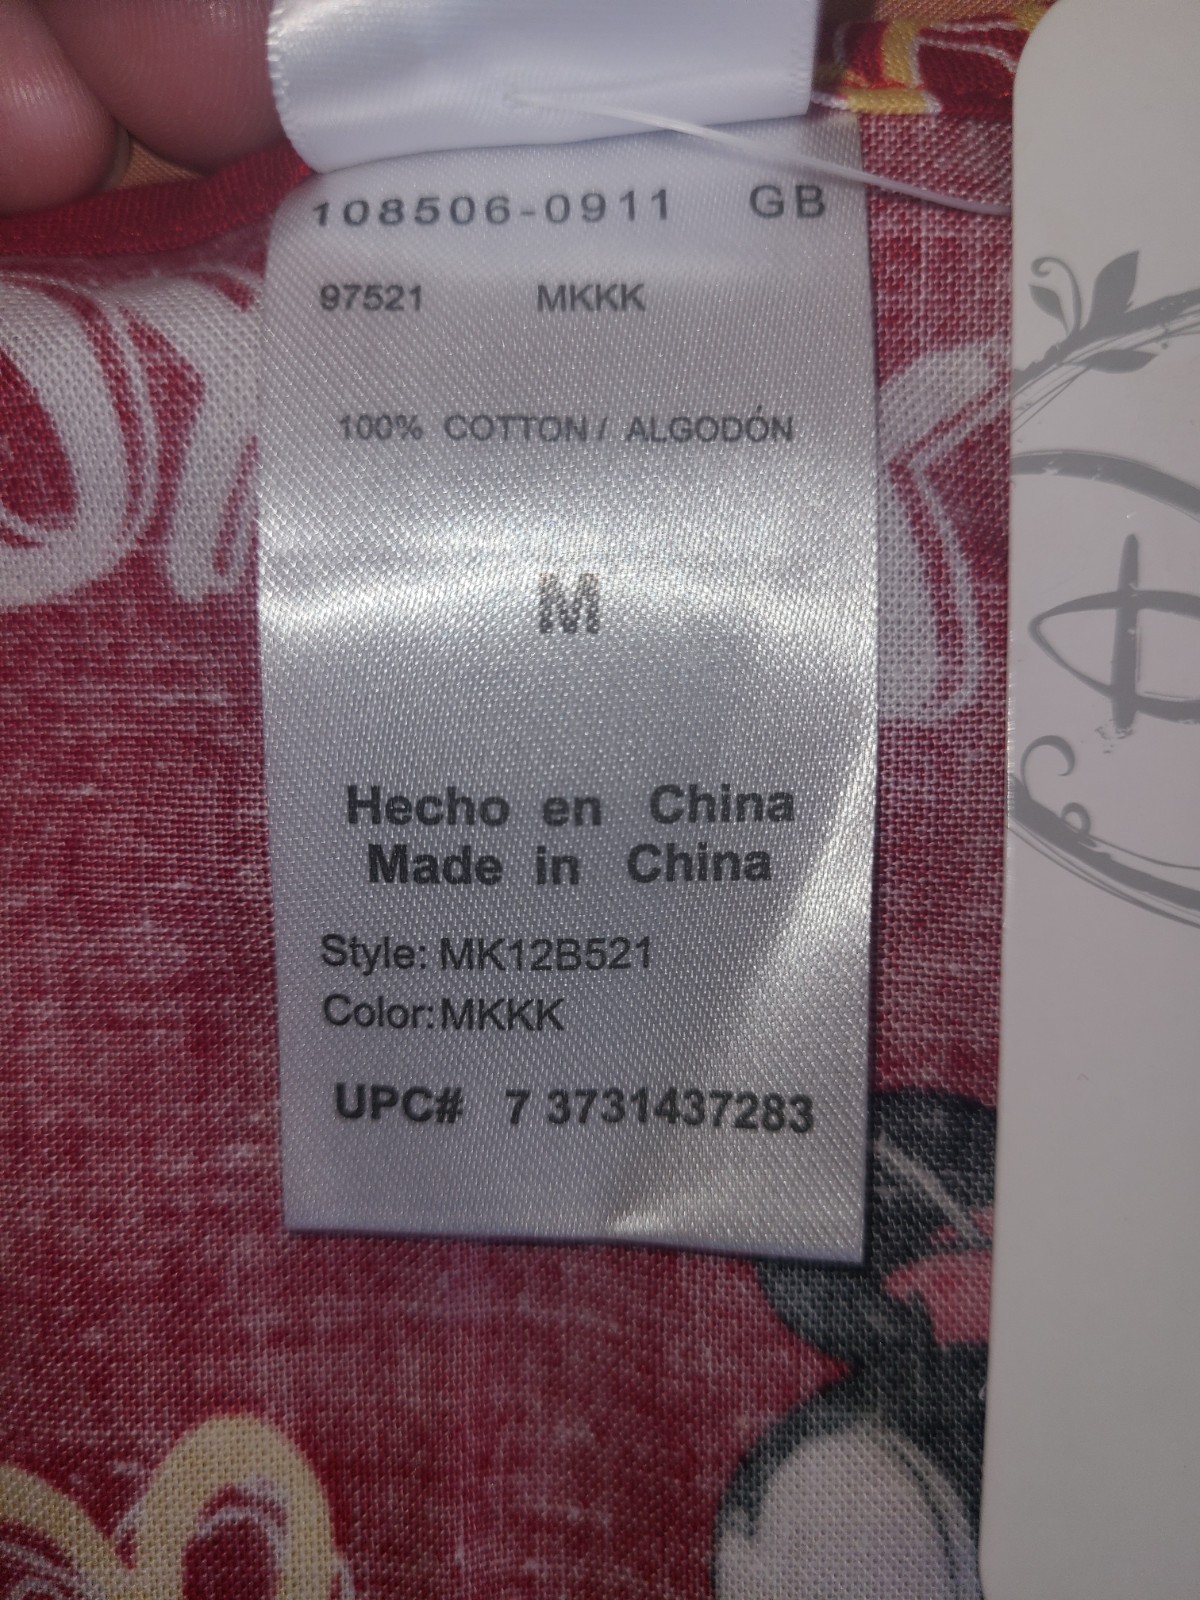 108506-0911 GB
97521 MKKK
100% COTTON / ALGODÓN
M
Hecho en China
Made in China
Style: MK12B521
Color:MKKK
UPC# 7 3731437283